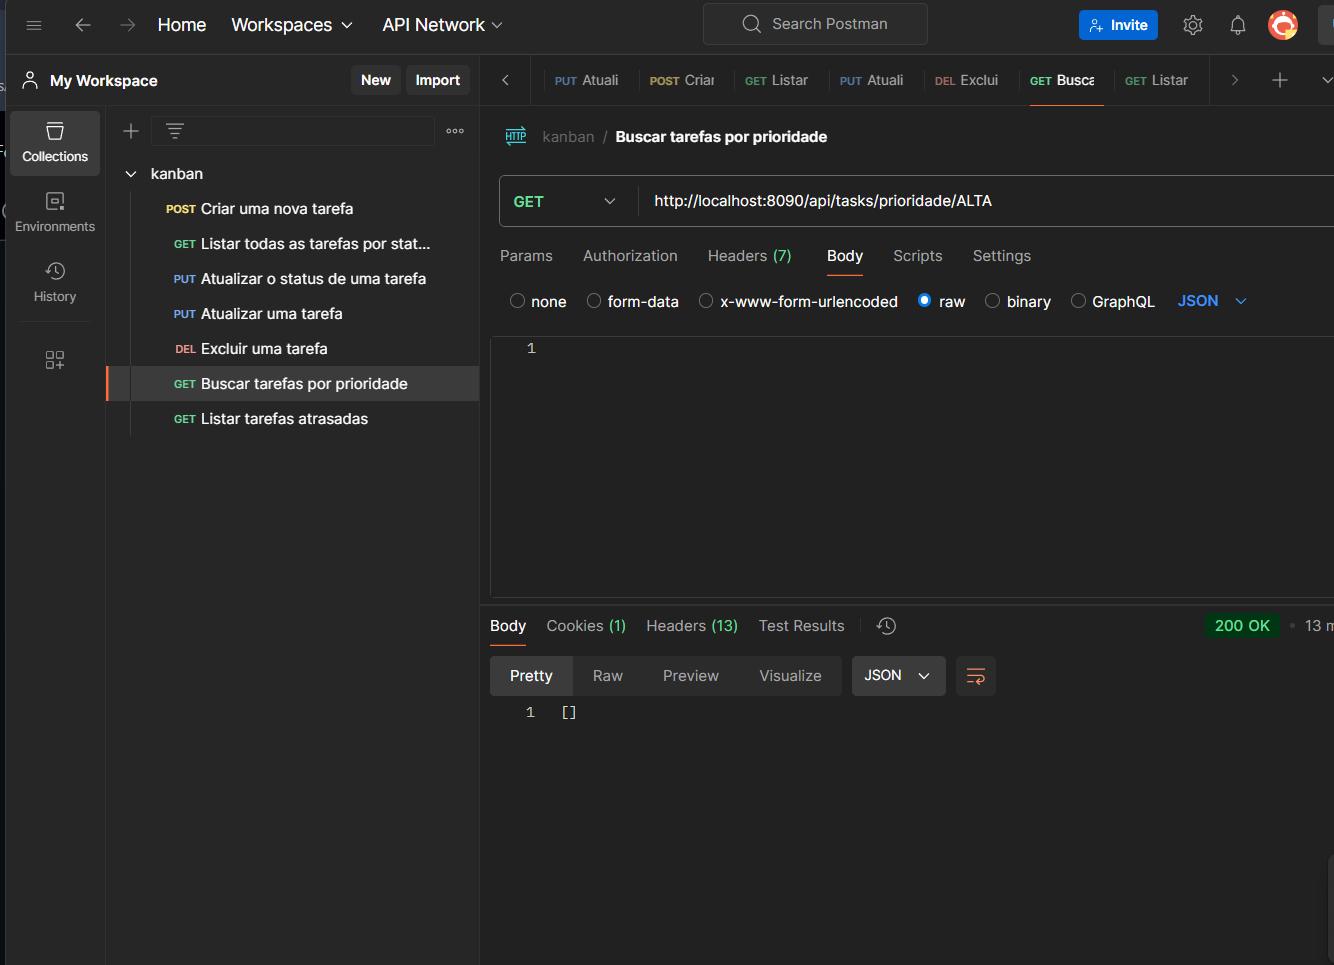 Home Workspaces API Network Search Postman Invite
My Workspace New Import
PUT Atuali POST Criar GET Listar PUT Atuali DEL Exclui GET Busca GET Listar
Collections
Environments
History
kanban
POST Criar uma nova tarefa
GET Listar todas as tarefas por stat...
PUT Atualizar o status de uma tarefa
PUT Atualizar uma tarefa
DEL Excluir uma tarefa
GET Buscar tarefas por prioridade
GET Listar tarefas atrasadas
HTTP kanban / Buscar tarefas por prioridade
GET http://localhost:8090/api/tasks/prioridade/ALTA
Params Authorization Headers (7) Body Scripts Settings
none form-data x-www-form-urlencoded raw binary GraphQL JSON
1
Body Cookies (1) Headers (13) Test Results 200 OK • 13 m
Pretty Raw Preview Visualize JSON
1 []